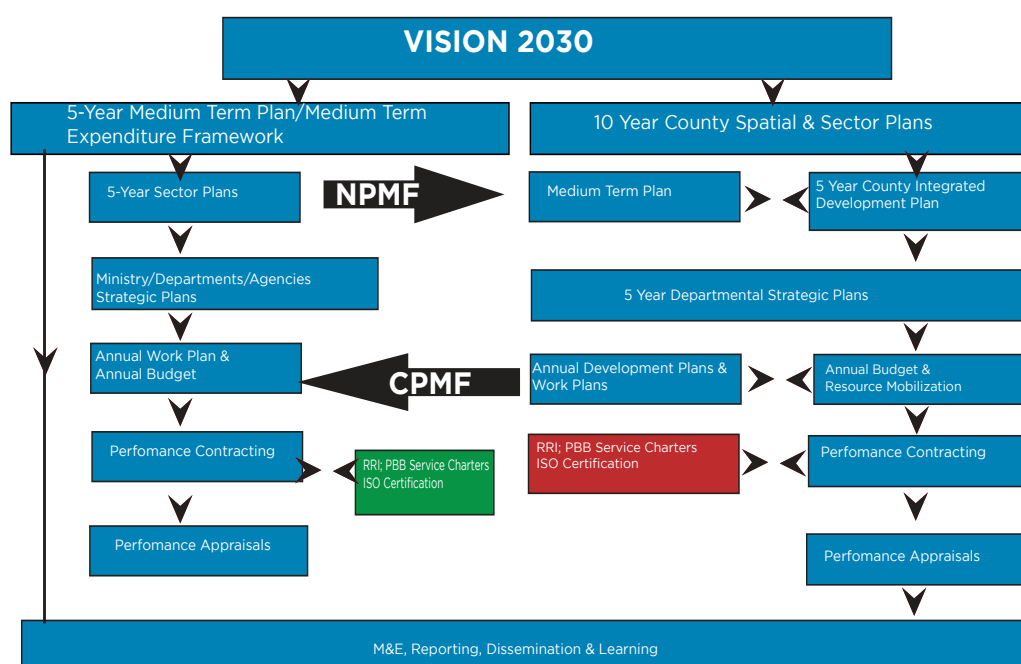 VISION 2030
5-Year Medium Term Plan/Medium Term
Expenditure Framework
10 Year County Spatial & Sector Plans
5-Year Sector Plans
NPMF
Medium Term Plan
5 Year County Integrated
Development Plan
Ministry/Departments/Agencies
Strategic Plans
5 Year Departmental Strategic Plans
Annual Work Plan &
Annual Budget
CPMF
Annual Development Plans &
Work Plans
Annual Budget &
Resource Mobilization
Perfomance Contracting
RRI; PBB Service Charters
ISO Certification
RRI; PBB Service Charters
ISO Certification
Perfomance Contracting
Perfomance Appraisals
Perfomance Appraisals
M&E, Reporting, Dissemination & Learning